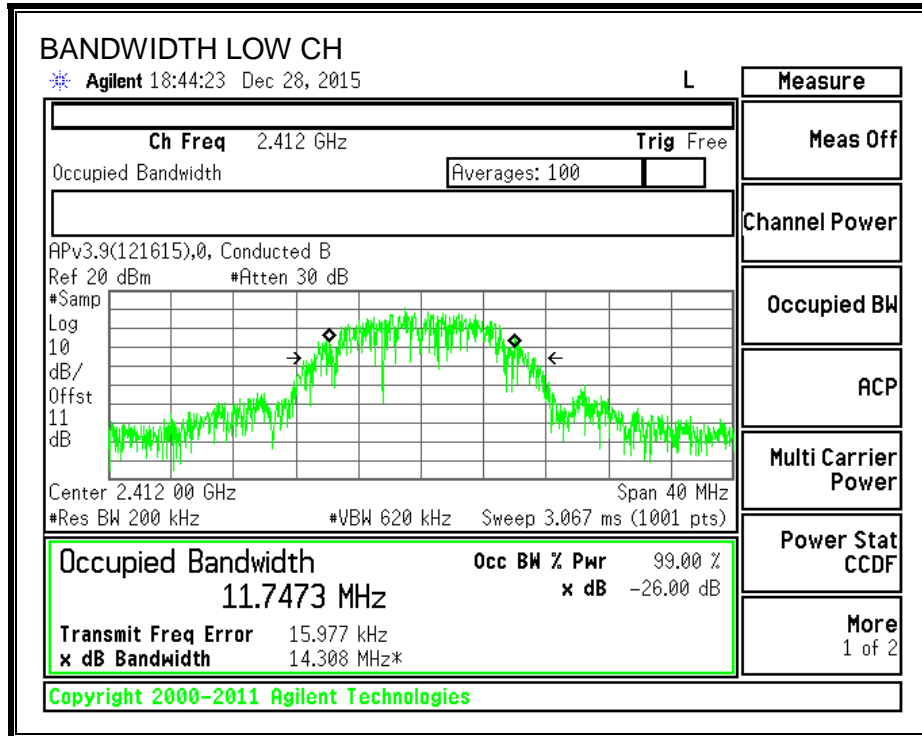 BANDWIDTH LOW CH
Agilent 18:44:23 Dec 28, 2015 L
Measure
Ch Freq 2.412 GHz Trig Free
Meas Off
Occupied Bandwidth Averages: 100
Channel Power
APv3.9(121615),0, Conducted B
Ref 20 dBm #Atten 30 dB
#Samp
Log
10
dB/
Offst
11
dB
Occupied BW
ACP
Multi Carrier
Power
Center 2.412 00 GHz Span 40 MHz
#Res BW 200 kHz #VBW 620 kHz Sweep 3.067 ms (1001 pts)
Power Stat
CCDF
Occupied Bandwidth Occ BW % Pwr 99.00 %
11.7473 MHz x dB -26.00 dB
Transmit Freq Error 15.977 kHz
x dB Bandwidth 14.308 MHz*
More
1 of 2
Copyright 2000-2011 Agilent Technologies